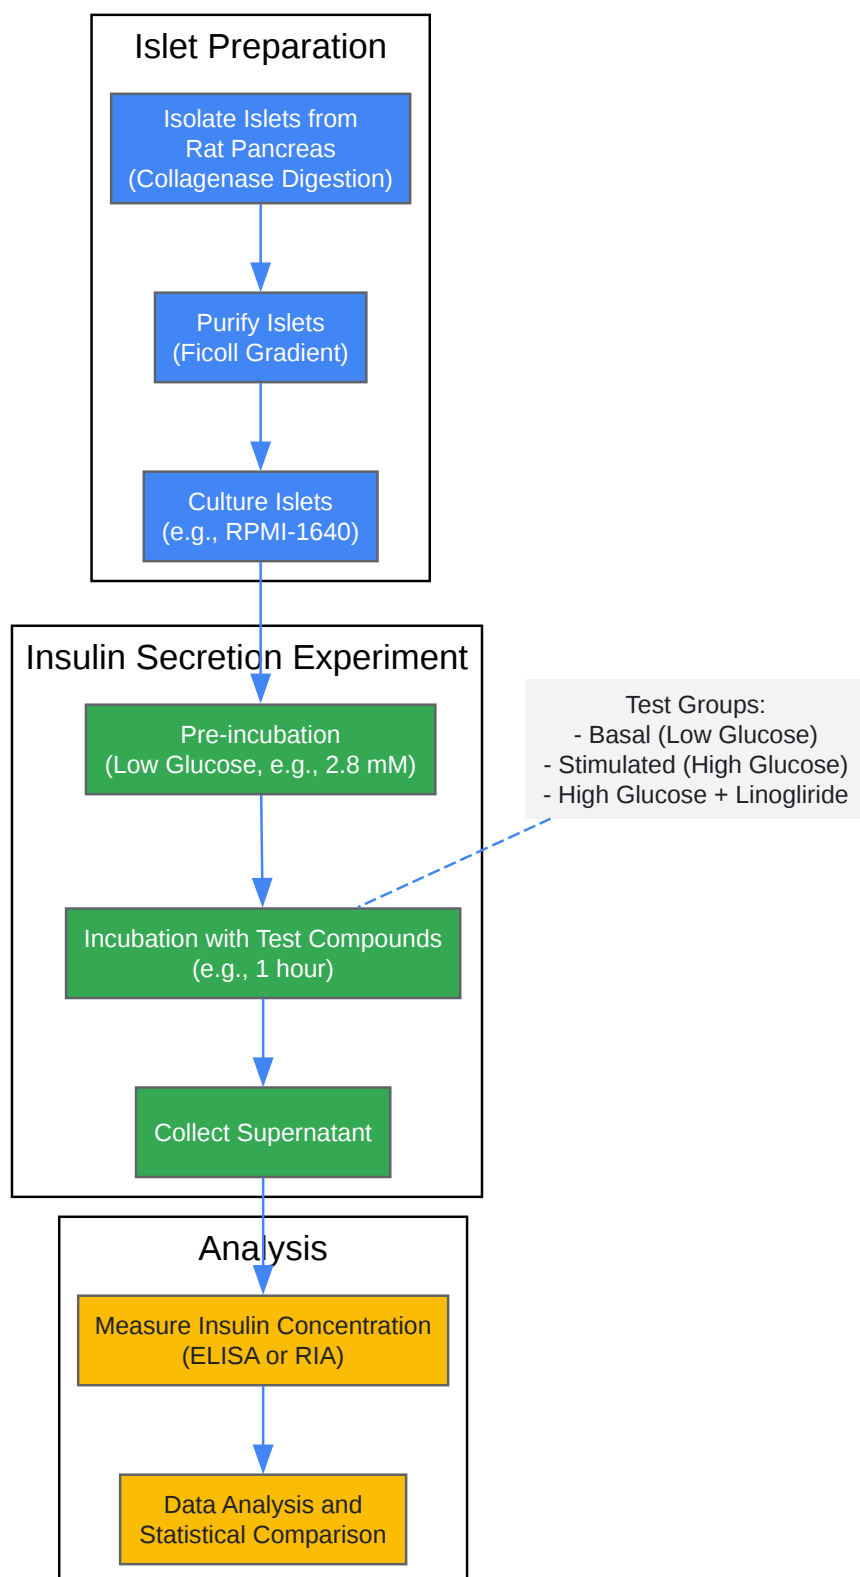 Islet Preparation
Isolate Islets from
Rat Pancreas
(Collagenase Digestion)
Purify Islets
(Ficoll Gradient)
Culture Islets
(e.g., RPMI-1640)
Insulin Secretion Experiment
Pre-incubation
(Low Glucose, e.g., 2.8 mM)
Test Groups:
- Basal (Low Glucose)
- Stimulated (High Glucose)
- High Glucose + Linogliride
Incubation with Test Compounds
(e.g., 1 hour)
Collect Supernatant
Analysis
Measure Insulin Concentration
(ELISA or RIA)
Data Analysis and
Statistical Comparison